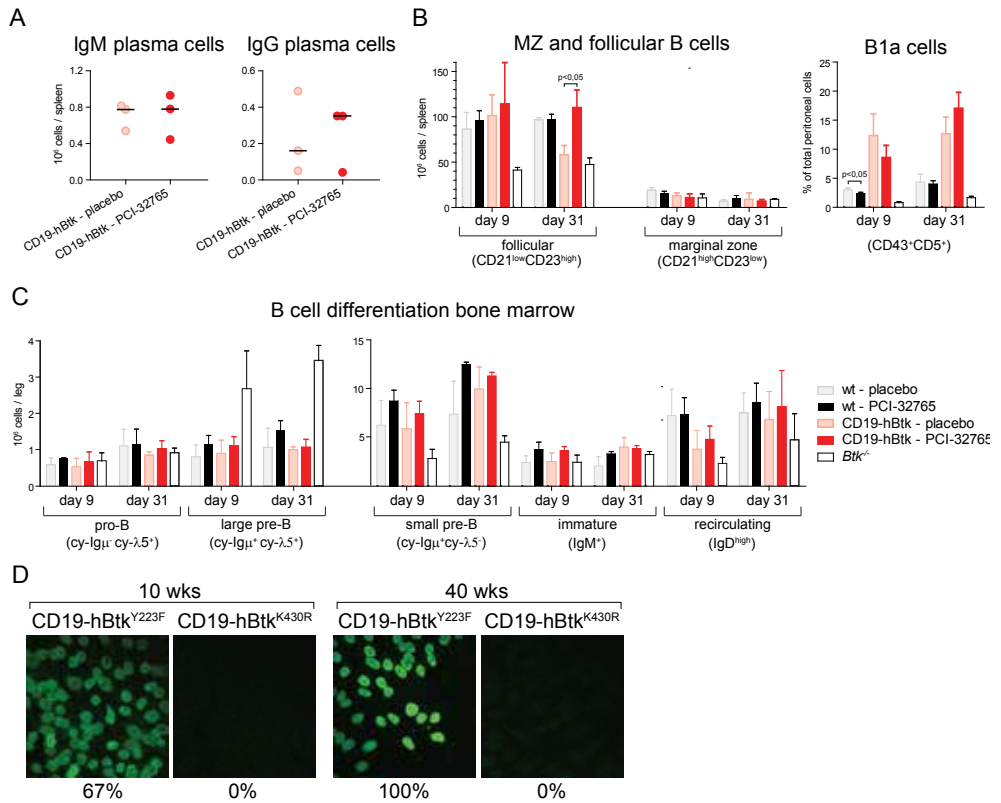 A
IgM plasma cells
IgG plasma cells
10⁶ cells / spleen
1.2
0.8
0.4
0.0
0.6
0.4
0.2
0.0
CD19-hBtk - placebo
CD19-hBtk - PCI-32765
CD19-hBtk - placebo
CD19-hBtk - PCI-32765
B
MZ and follicular B cells
B1a cells
10⁶ cells / spleen
150
100
50
0
p<0,05
day 9
day 31
day 9
day 31
follicular
(CD21ˡᵒʷCD23ʰⁱᵍʰ)
marginal zone
(CD21ʰⁱᵍʰCD23ˡᵒʷ)
% of total peritoneal cells
25
20
15
10
5
0
p<0,05
day 9
day 31
(CD43⁺CD5⁺)
C
B cell differentiation bone marrow
10⁶ cells / leg
4
3
2
1
0
15
10
5
0
day 9
day 31
day 9
day 31
day 9
day 31
day 9
day 31
day 9
day 31
pro-B
(cy-Igμ⁻ cy-λ5⁺)
large pre-B
(cy-Igμ⁺ cy-λ5⁺)
small pre-B
(cy-Igμ⁺cy-λ5⁻)
immature
(IgM⁺)
recirculating
(IgDʰⁱᵍʰ)
wt - placebo
wt - PCI-32765
CD19-hBtk - placebo
CD19-hBtk - PCI-32765
Btk⁻/⁻
D
10 wks
40 wks
CD19-hBtkY223F
CD19-hBtkK430R
CD19-hBtkY223F
CD19-hBtkK430R
67%
0%
100%
0%